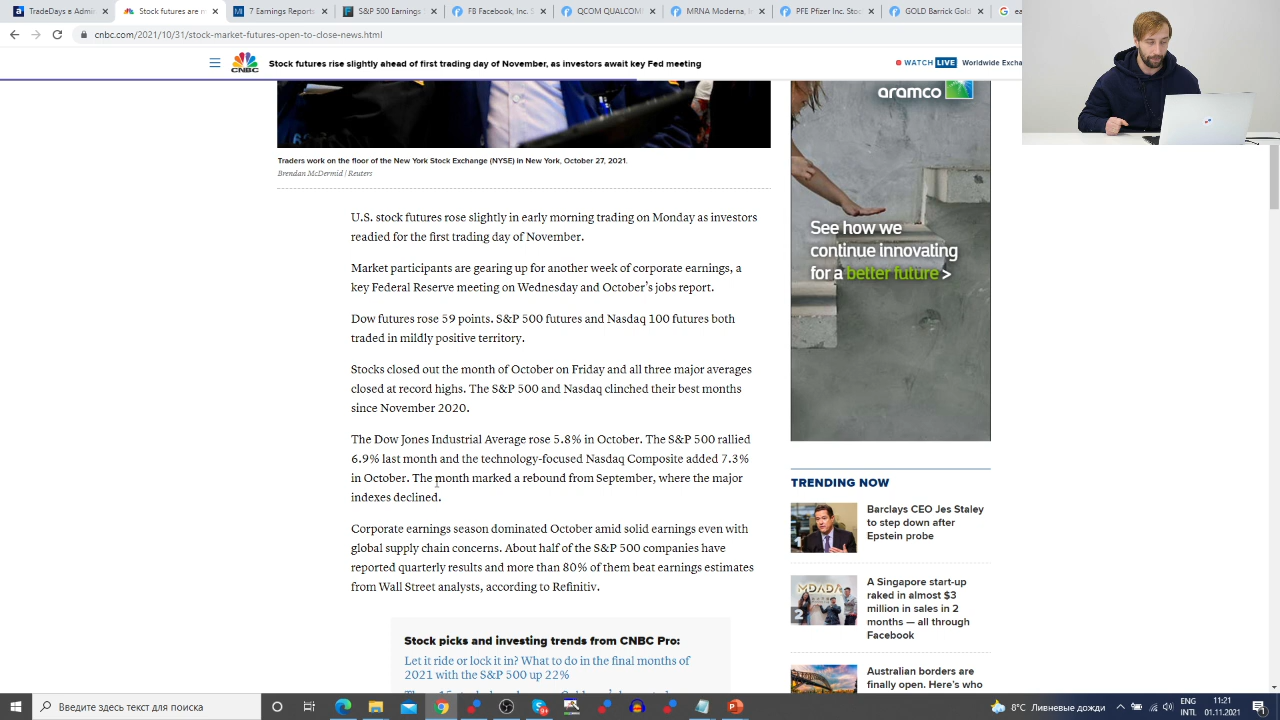 TradeDays a Admin
Stock futures are m
7 Earnings Reports
S&P 500 Earnings
FB Facebook, Inc.
QCOM QUALCOMM
MRNA Moderna, In
PFE Pfizer Inc. Stoc
GOLD Barrick Gold
cnbc.com/2021/10/31/stock-market-futures-open-to-close-news.html
CNBC
Stock futures rise slightly ahead of first trading day of November, as investors await key Fed meeting
WATCH LIVE
Worldwide Excha
aramco
Traders work on the floor of the New York Stock Exchange (NYSE) in New York, October 27, 2021.
Brendan McDermid | Reuters
U.S. stock futures rose slightly in early morning trading on Monday as investors
readied for the first trading day of November.
Market participants are gearing up for another week of corporate earnings, a
key Federal Reserve meeting on Wednesday and October's jobs report.
Dow futures rose 59 points. S&P 500 futures and Nasdaq 100 futures both
traded in mildly positive territory.
Stocks closed out the month of October on Friday and all three major averages
closed at record highs. The S&P 500 and Nasdaq clinched their best months
since November 2020.
The Dow Jones Industrial Average rose 5.8% in October. The S&P 500 rallied
6.9% last month and the technology-focused Nasdaq Composite added 7.3%
in October. The month marked a rebound from September, where the major
indexes declined.
Corporate earnings season dominated October amid solid earnings even with
global supply chain concerns. About half of the S&P 500 companies have
reported quarterly results and more than 80% of them beat earnings estimates
from Wall Street analysts, according to Refinitiv.
Stock picks and investing trends from CNBC Pro:
Let it ride or lock it in? What to do in the final months of
2021 with the S&P 500 up 22%
See how we
continue innovating
for a better future >
TRENDING NOW
1
Barclays CEO Jes Staley
to step down after
Epstein probe
MDADA
2
A Singapore start-up
raked in almost $3
million in sales in 2
months — all through
Facebook
Australian borders are
finally open. Here's who
Введите здесь текст для поиска
8°C Ливневые дожди
ENG
INTL
11:21
01.11.2021